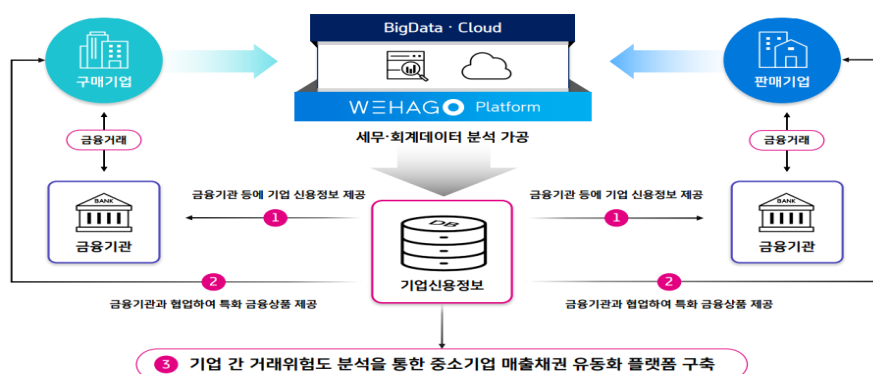 BigData · Cloud
구매기업
판매기업
WEHAGO Platform
세무·회계데이터 분석 가공
금융거래
금융거래
BANK
금융기관
금융기관 등에 기업 신용정보 제공
1
금융기관 등에 기업 신용정보 제공
1
BANK
금융기관
DB
기업신용정보
2
금융기관과 협업하여 특화 금융상품 제공
2
금융기관과 협업하여 특화 금융상품 제공
3 기업 간 거래위험도 분석을 통한 중소기업 매출채권 유동화 플랫폼 구축